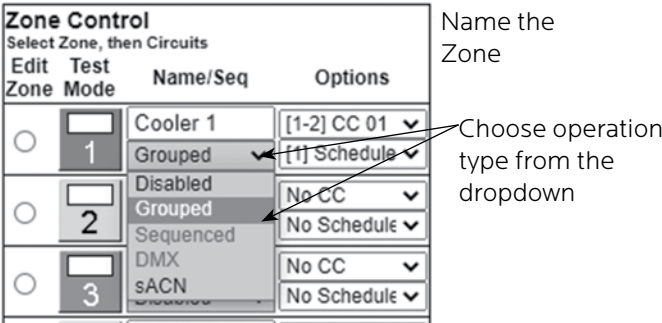 Zone Control
Select Zone, then Circuits
Edit Zone
Test Mode
Name/Seq
Options
Name the
Zone
1
Cooler 1
[1-2] CC 01
Grouped
[1] Schedule
Choose operation
type from the
dropdown
Disabled
Grouped
Sequenced
DMX
sACN
2
No CC
No Schedule
3
No CC
Disabled
No Schedule